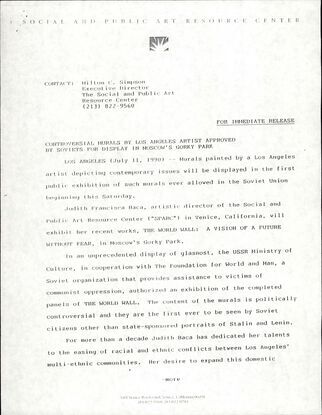 SOCIAL AND PUBLIC ART RESOURCE CENTER
CONTACT: Hilton C. Simpson
Executive Director
The Social and Public Art
Resource Center
(213) 822-9560
FOR IMMEDIATE RELEASE
CONTROVERSIAL MURALS BY LOS ANGELES ARTIST APPROVED
BY SOVIETS FOR DISPLAY IN MOSCOW'S GORKY PARK
LOS ANGELES (July 11, 1990) -- Murals painted by a Los Angeles
artist depicting contemporary issues will be displayed in the first
public exhibition of such murals ever allowed in the Soviet Union
beginning this Saturday.
Judith Francisca Baca, artistic director of the Social and
Public Art Resource Center ("SPARC") in Venice, California, will
exhibit her recent works, THE WORLD WALL: A VISION OF A FUTURE
WITHOUT FEAR, in Moscow's Gorky Park.
In an unprecedented display of glasnost, the USSR Ministry of
Culture, in cooperation with The Foundation for World and Man, a
Soviet organization that provides assistance to victims of
communist oppression, authorized an exhibition of the completed
panels of THE WORLD WALL. The content of the murals is politically
controversial and they are the first ever to be seen by Soviet
citizens other than state-sponsored portraits of Stalin and Lenin.
For more than a decade Judith Baca has dedicated her talents
to the easing of racial and ethnic conflicts between Los Angeles'
multi-ethnic communities. Her desire to expand this domestic
-more